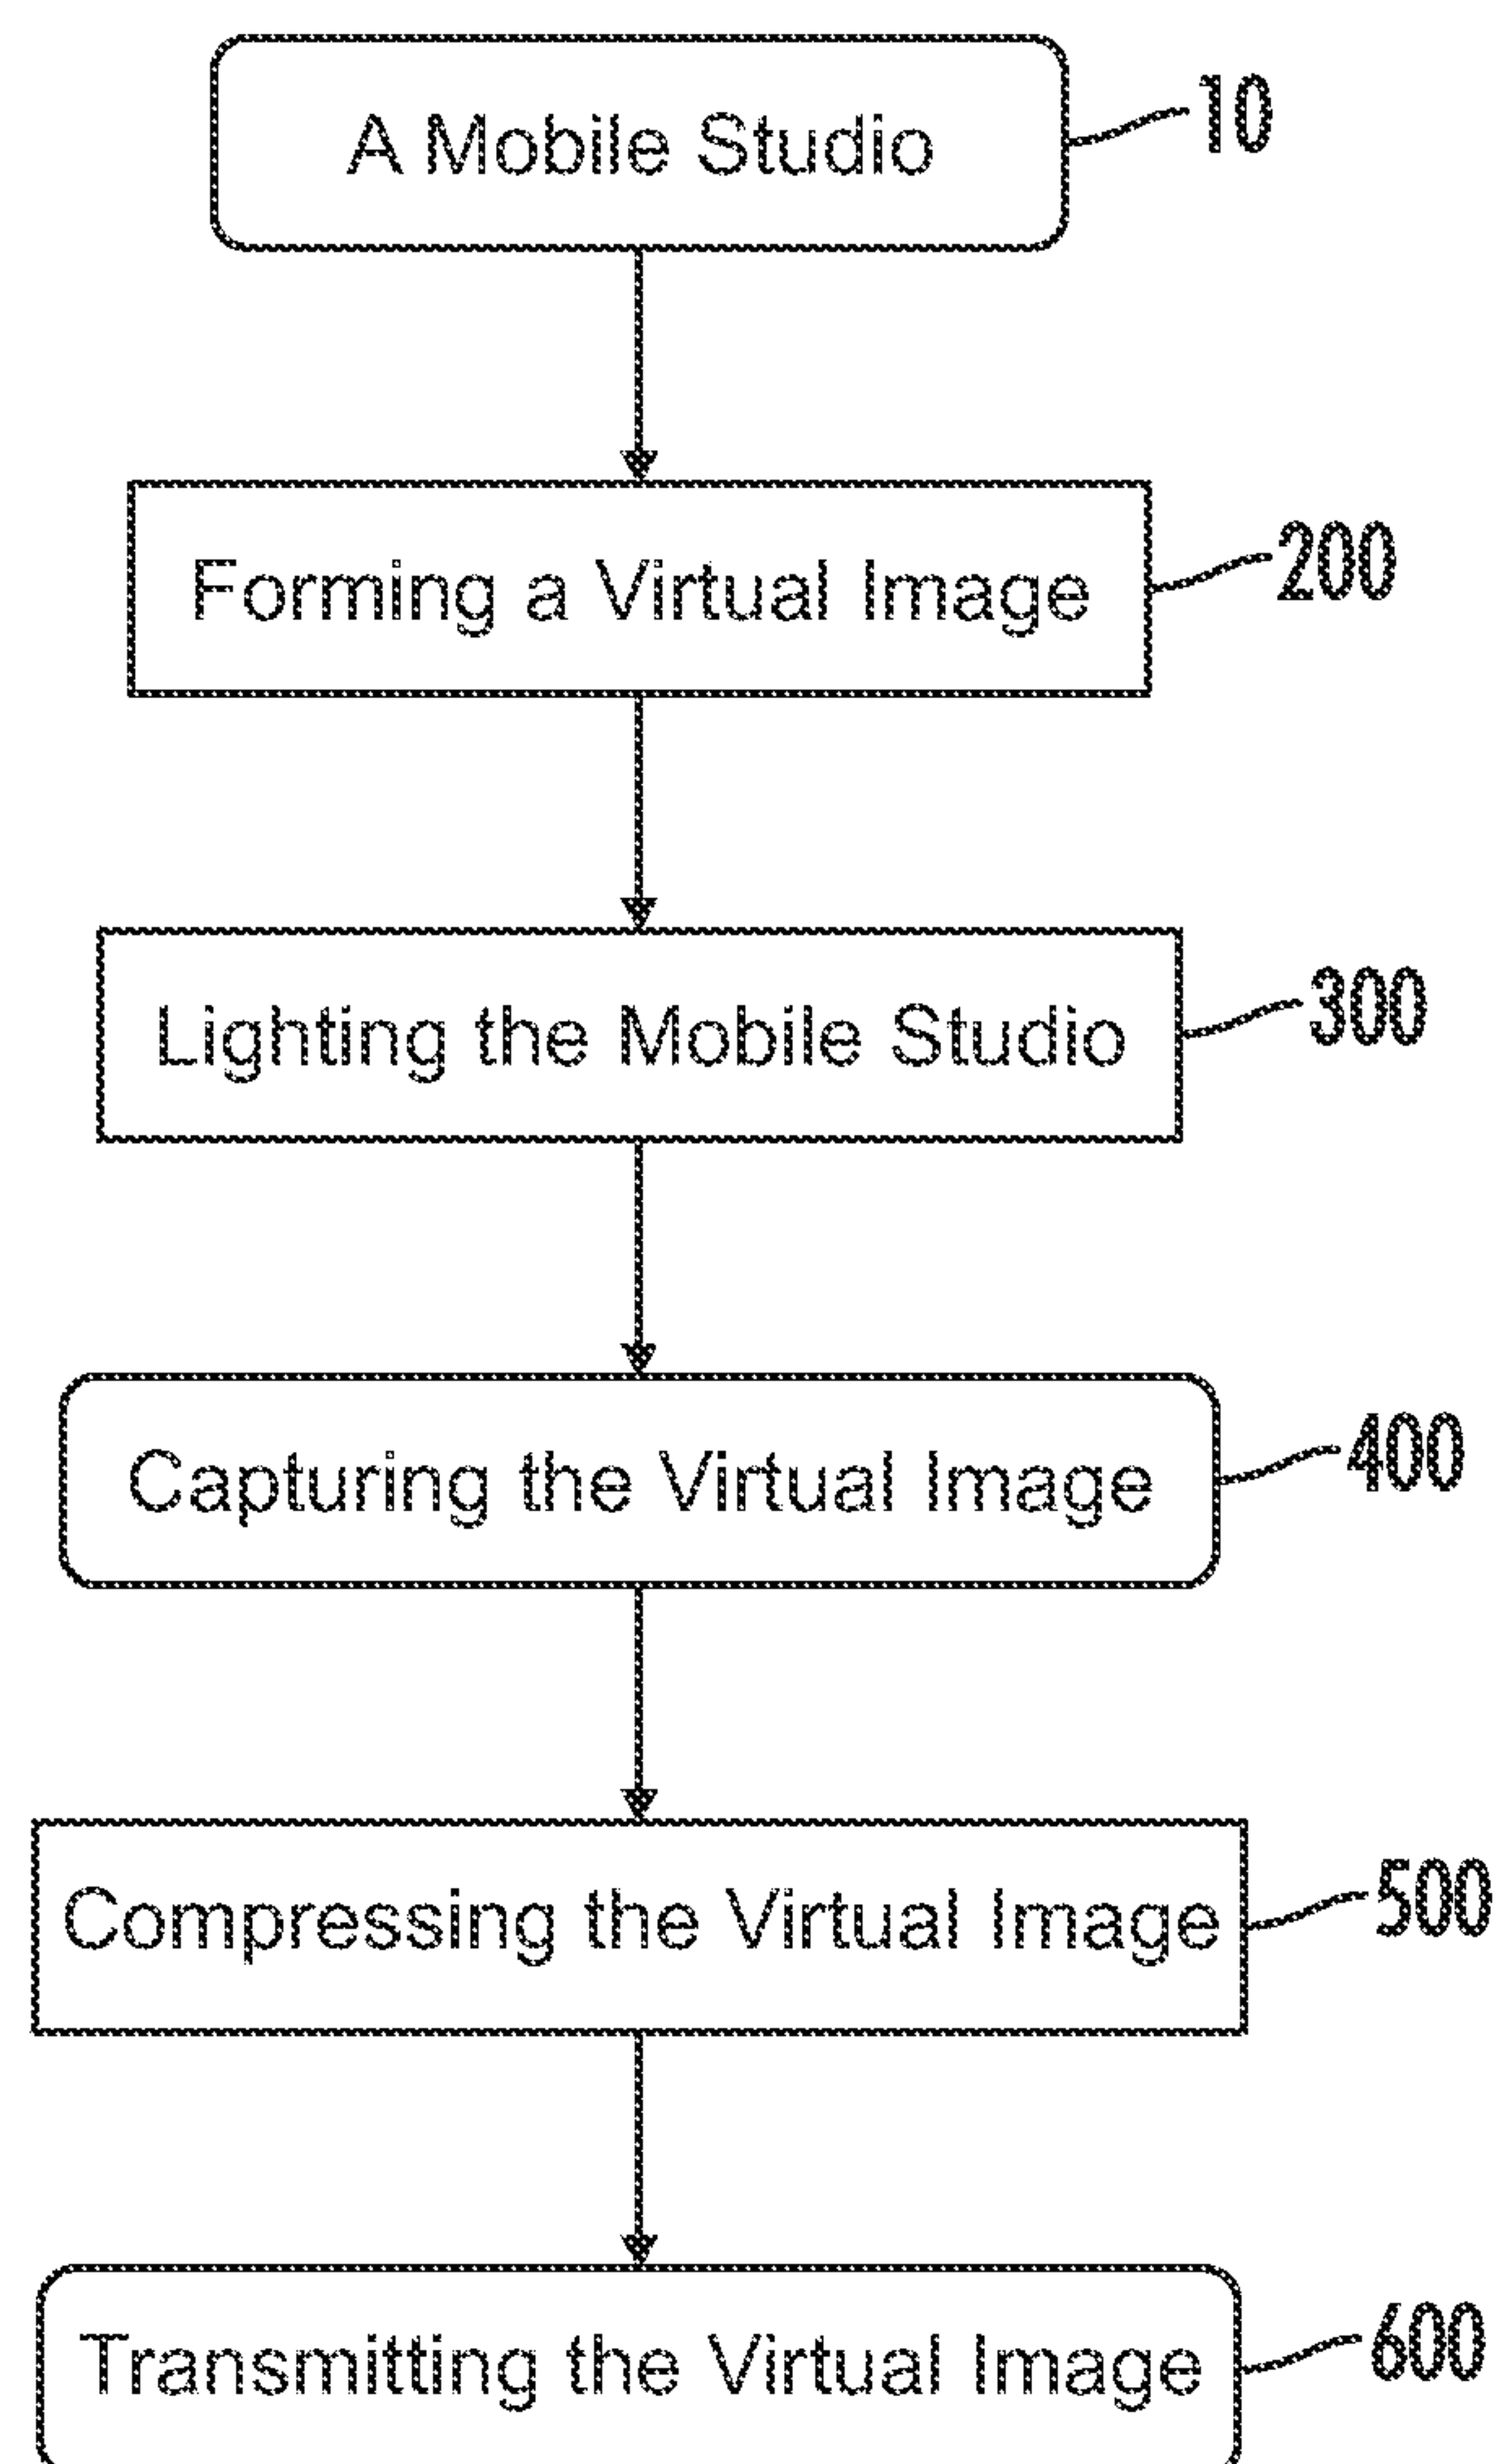 A Mobile Studio 10
Forming a Virtual Image 200
Lighting the Mobile Studio 300
Capturing the Virtual Image 400
Compressing the Virtual Image 500
Transmitting the Virtual Image 600